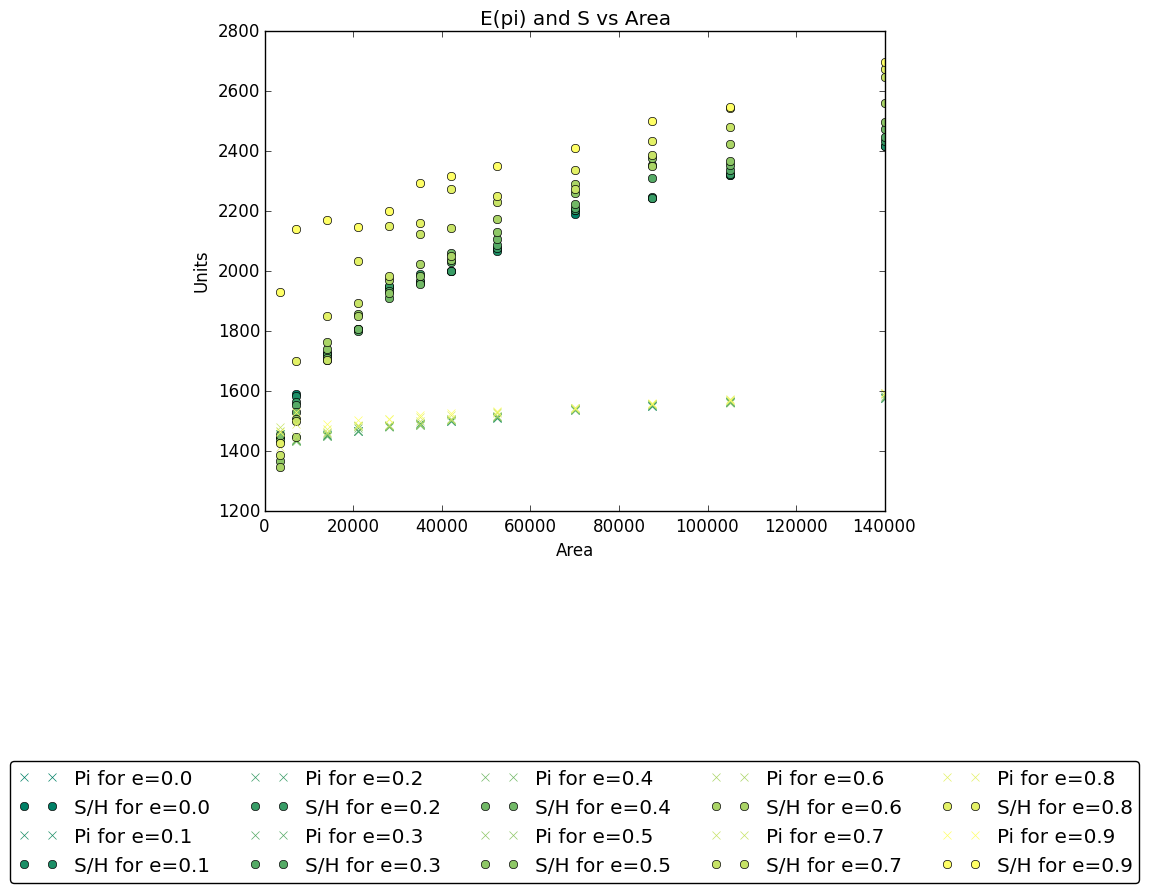 E(pi) and S vs Area
2800
2600
2400
2200
2000
1800
1600
1400
1200
Units
0 20000 40000 60000 80000 100000 120000 140000
Area
Pi for e=0.0 Pi for e=0.2 Pi for e=0.4 Pi for e=0.6 Pi for e=0.8
S/H for e=0.0 S/H for e=0.2 S/H for e=0.4 S/H for e=0.6 S/H for e=0.8
Pi for e=0.1 Pi for e=0.3 Pi for e=0.5 Pi for e=0.7 Pi for e=0.9
S/H for e=0.1 S/H for e=0.3 S/H for e=0.5 S/H for e=0.7 S/H for e=0.9